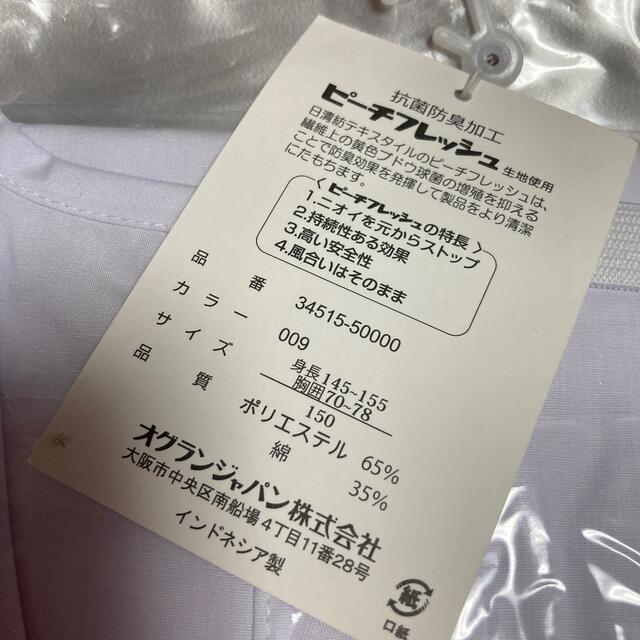 抗菌防臭加工
ピーチフレッシュ 生地使用
日清紡テキスタイルのピーチフレッシュは、
繊維上の黄色ブドウ球菌の増殖を抑える
ことで防臭効果を発揮して製品をより清潔
にたもちます。
ピーチフレッシュの特長
1.ニオイを元からストップ
2.持続性ある効果
3.高い安全性
4.風合いはそのまま
品番 34515-50000
カラー 009
サイズ 身長145~155
胸囲70~78
150
品質 ポリエステル 65%
綿 35%
オグランジャパン株式会社
大阪市中央区南船場4丁目11番28号
インドネシア製
紙
口紙